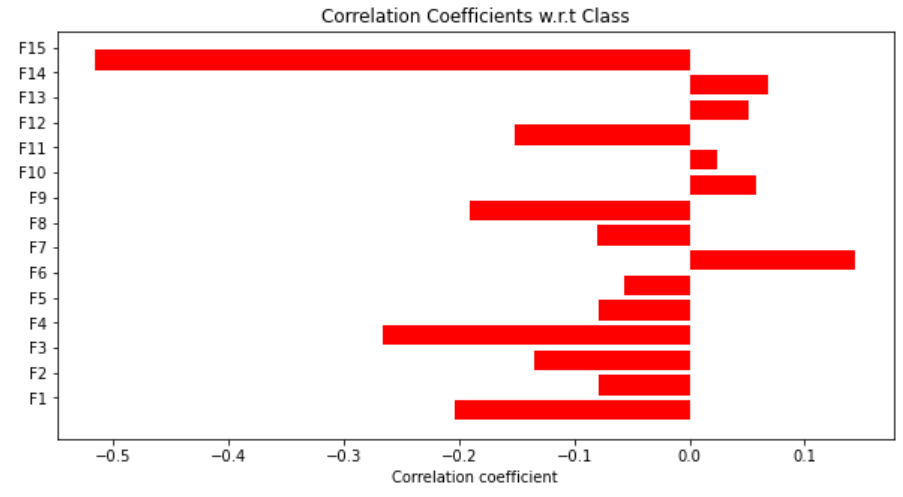 Correlation Coefficients w.r.t Class
F15
F14
F13
F12
F11
F10
F9
F8
F7
F6
F5
F4
F3
F2
F1
−0.5 −0.4 −0.3 −0.2 −0.1 0.0 0.1
Correlation coefficient